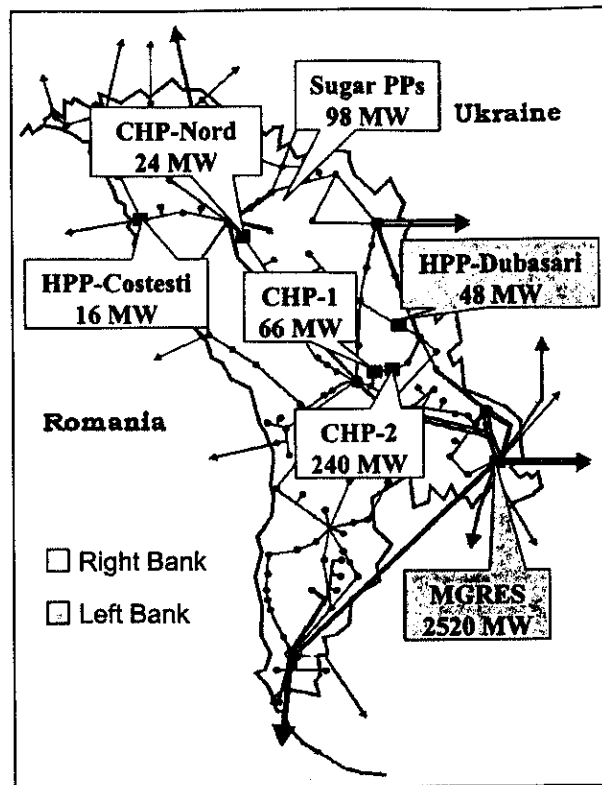 Sugar PPs
98 MW
Ukraine
CHP-Nord
24 MW
HPP-Costesti
16 MW
CHP-1
66 MW
HPP-Dubasari
48 MW
Romania
CHP-2
240 MW
Right Bank
Left Bank
MGRES
2520 MW